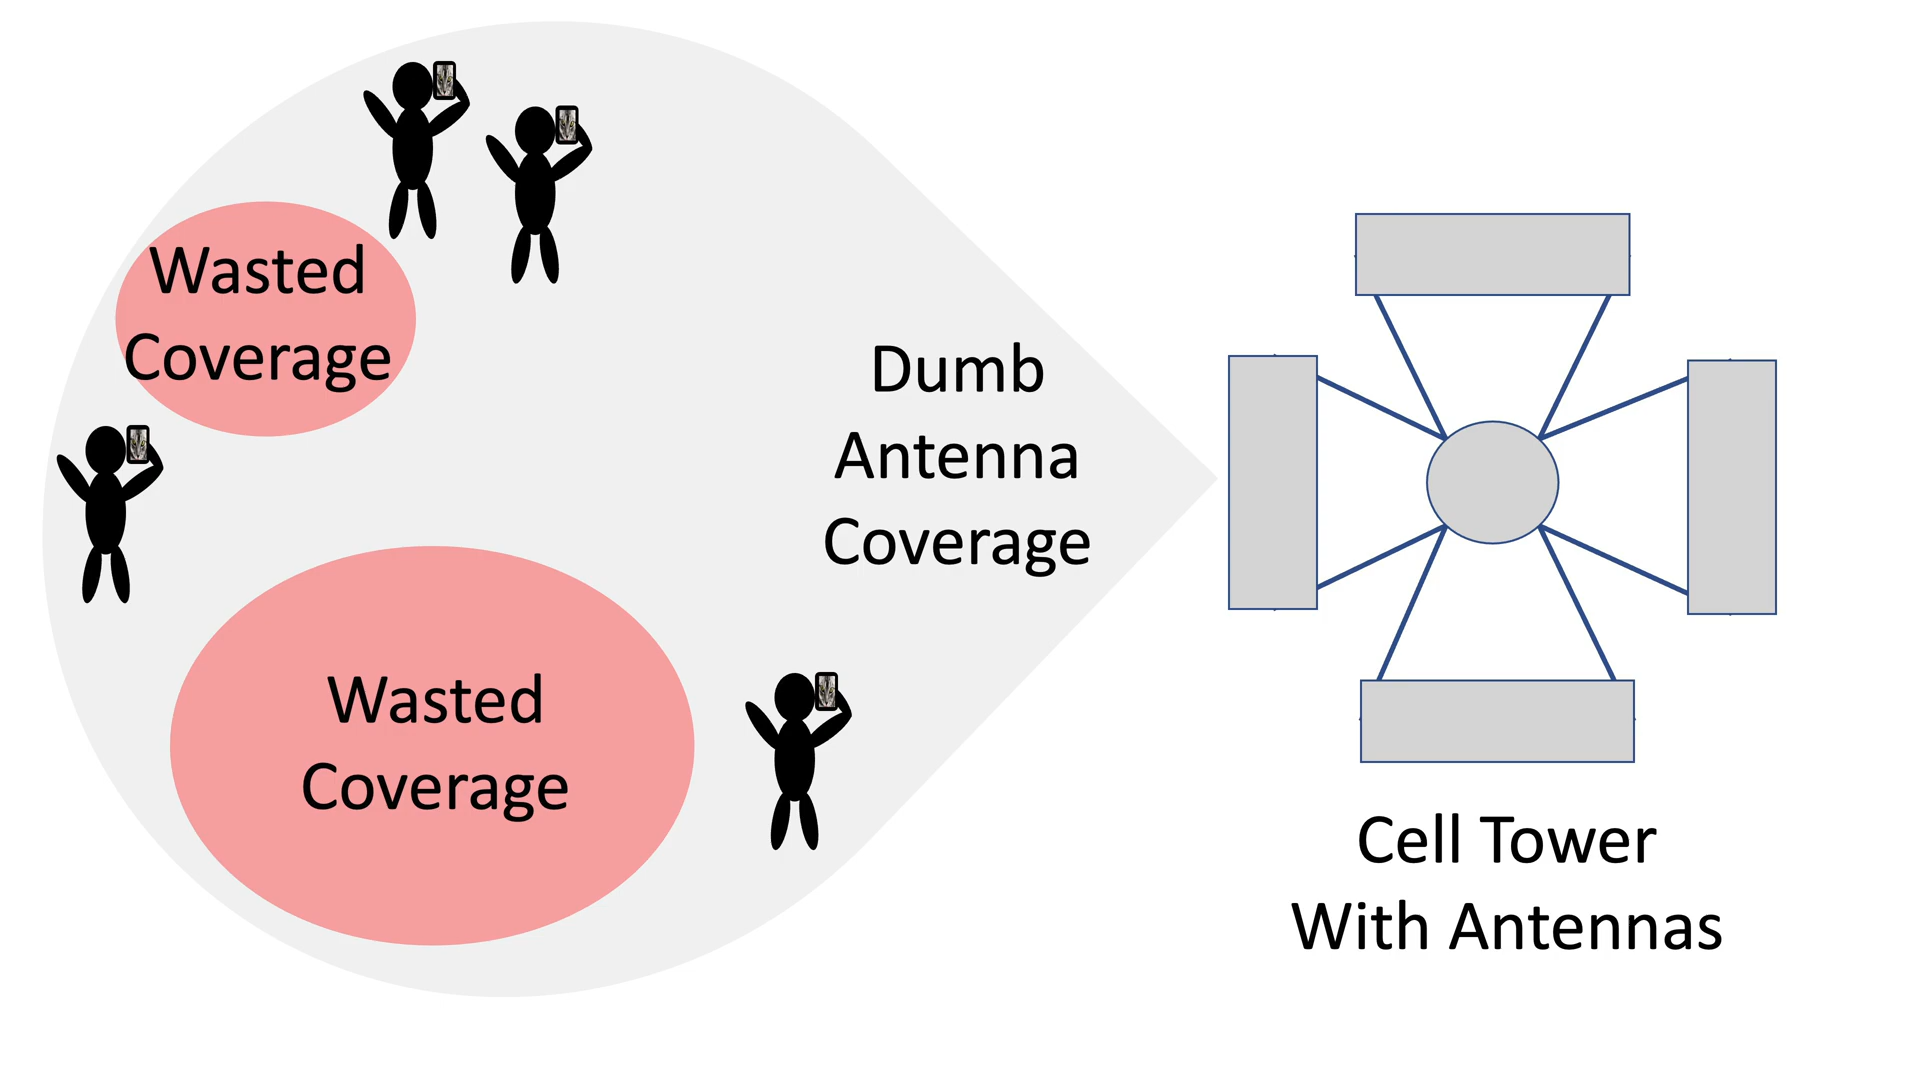 Wasted
Coverage
Dumb
Antenna
Coverage
Wasted
Coverage
Cell Tower
With Antennas